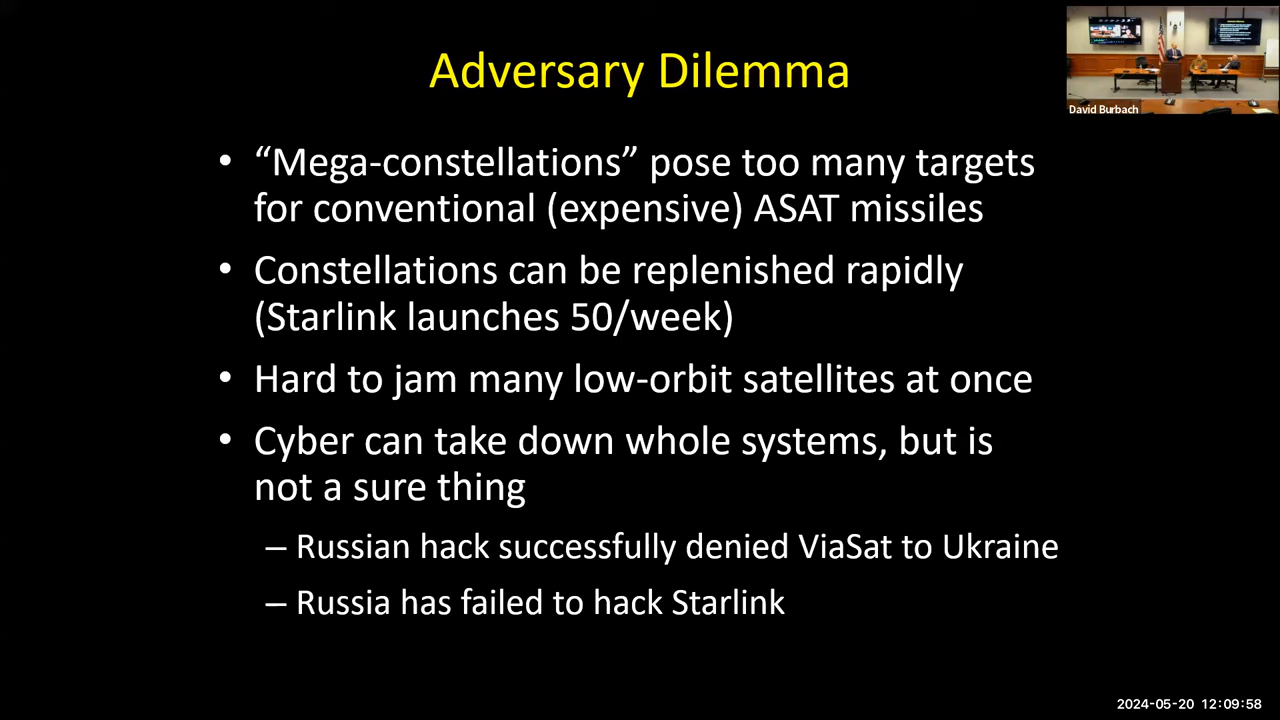 Adversary Dilemma
David Burbach
• “Mega-constellations” pose too many targets
for conventional (expensive) ASAT missiles
• Constellations can be replenished rapidly
(Starlink launches 50/week)
• Hard to jam many low-orbit satellites at once
• Cyber can take down whole systems, but is
not a sure thing
– Russian hack successfully denied ViaSat to Ukraine
– Russia has failed to hack Starlink
2024-05-20 12:09:58